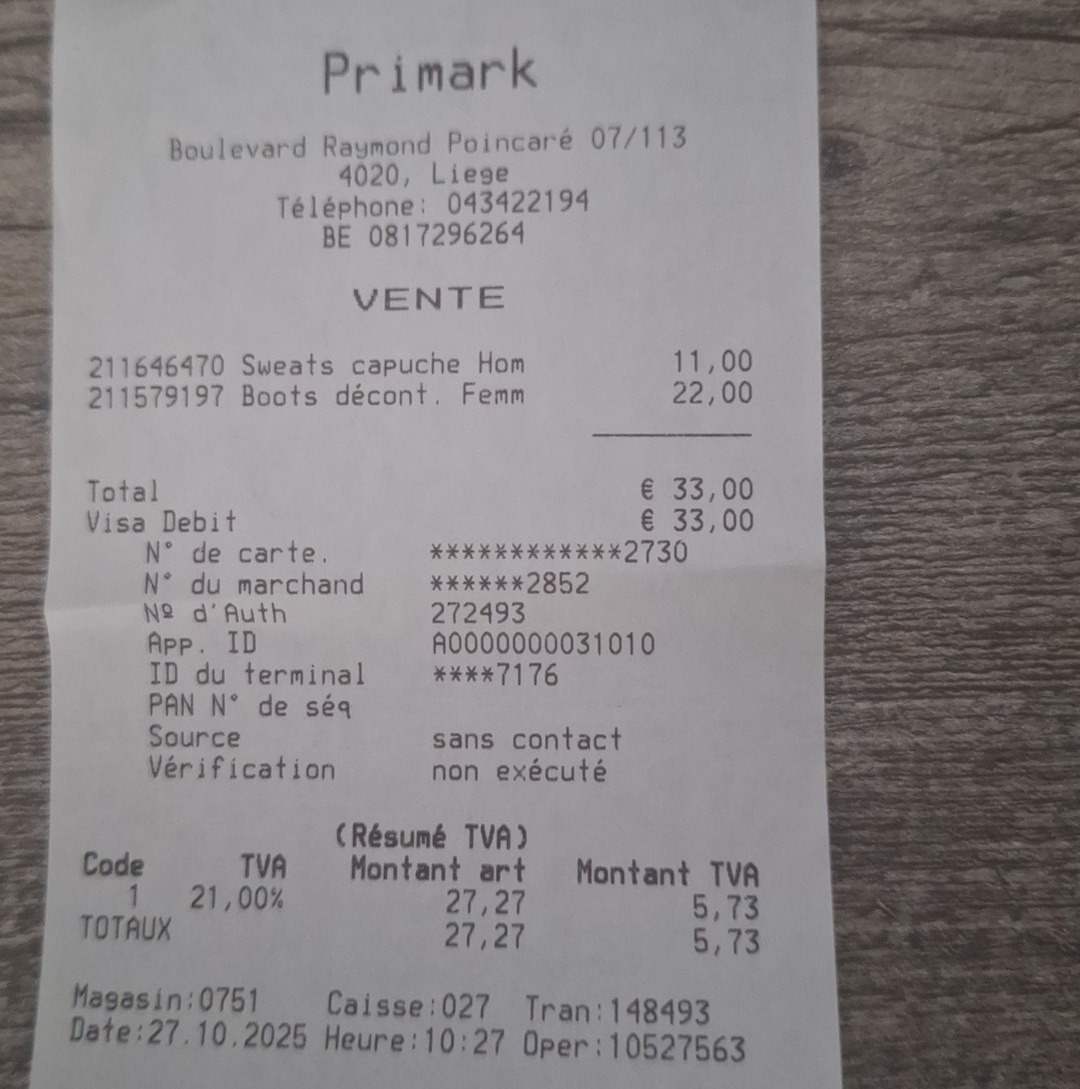 Primark
Boulevard Raymond Poincaré 07/113
4020, Liege
Téléphone: 043422194
BE 0817296264
VENTE
211646470 Sweats capuche Hom 11,00
211579197 Boots décont. Femm 22,00
Total € 33,00
Visa Debit € 33,00
N° de carte. ************2730
N° du marchand ******2852
Nº d'Auth 272493
App. ID A0000000031010
ID du terminal ****7176
PAN N° de séq
Source sans contact
Vérification non exécuté
(Résumé TVA)
Code TVA Montant art Montant TVA
1 21,00% 27,27 5,73
TOTAUX 27,27 5,73
Magasin:0751 Caisse:027 Tran:148493
Date:27.10.2025 Heure:10:27 Oper:10527563